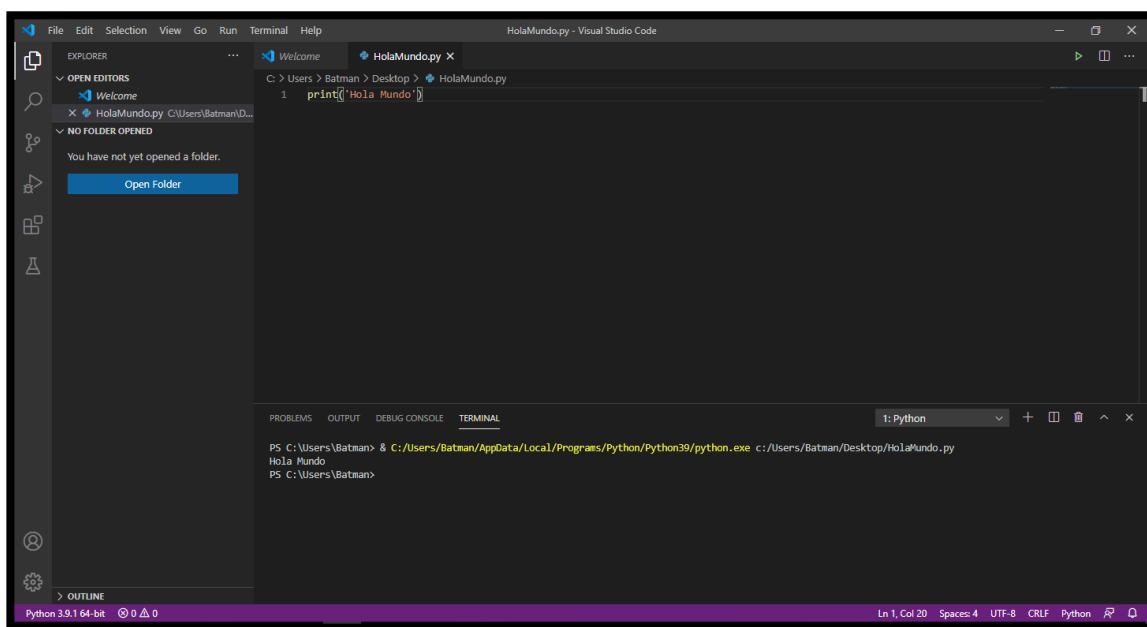 File Edit Selection View Go Run Terminal Help HolaMundo.py - Visual Studio Code
EXPLORER
OPEN EDITORS
Welcome
HolaMundo.py C:\Users\Batman\D...
NO FOLDER OPENED
You have not yet opened a folder.
Open Folder
OUTLINE
Welcome HolaMundo.py
C: > Users > Batman > Desktop > HolaMundo.py
1 print('Hola Mundo')
PROBLEMS OUTPUT DEBUG CONSOLE TERMINAL 1: Python
PS C:\Users\Batman> & C:/Users/Batman/AppData/Local/Programs/Python/Python39/python.exe c:/Users/Batman/Desktop/HolaMundo.py
Hola Mundo
PS C:\Users\Batman>
Python 3.9.1 64-bit 0 0 Ln 1, Col 20 Spaces: 4 UTF-8 CRLF Python